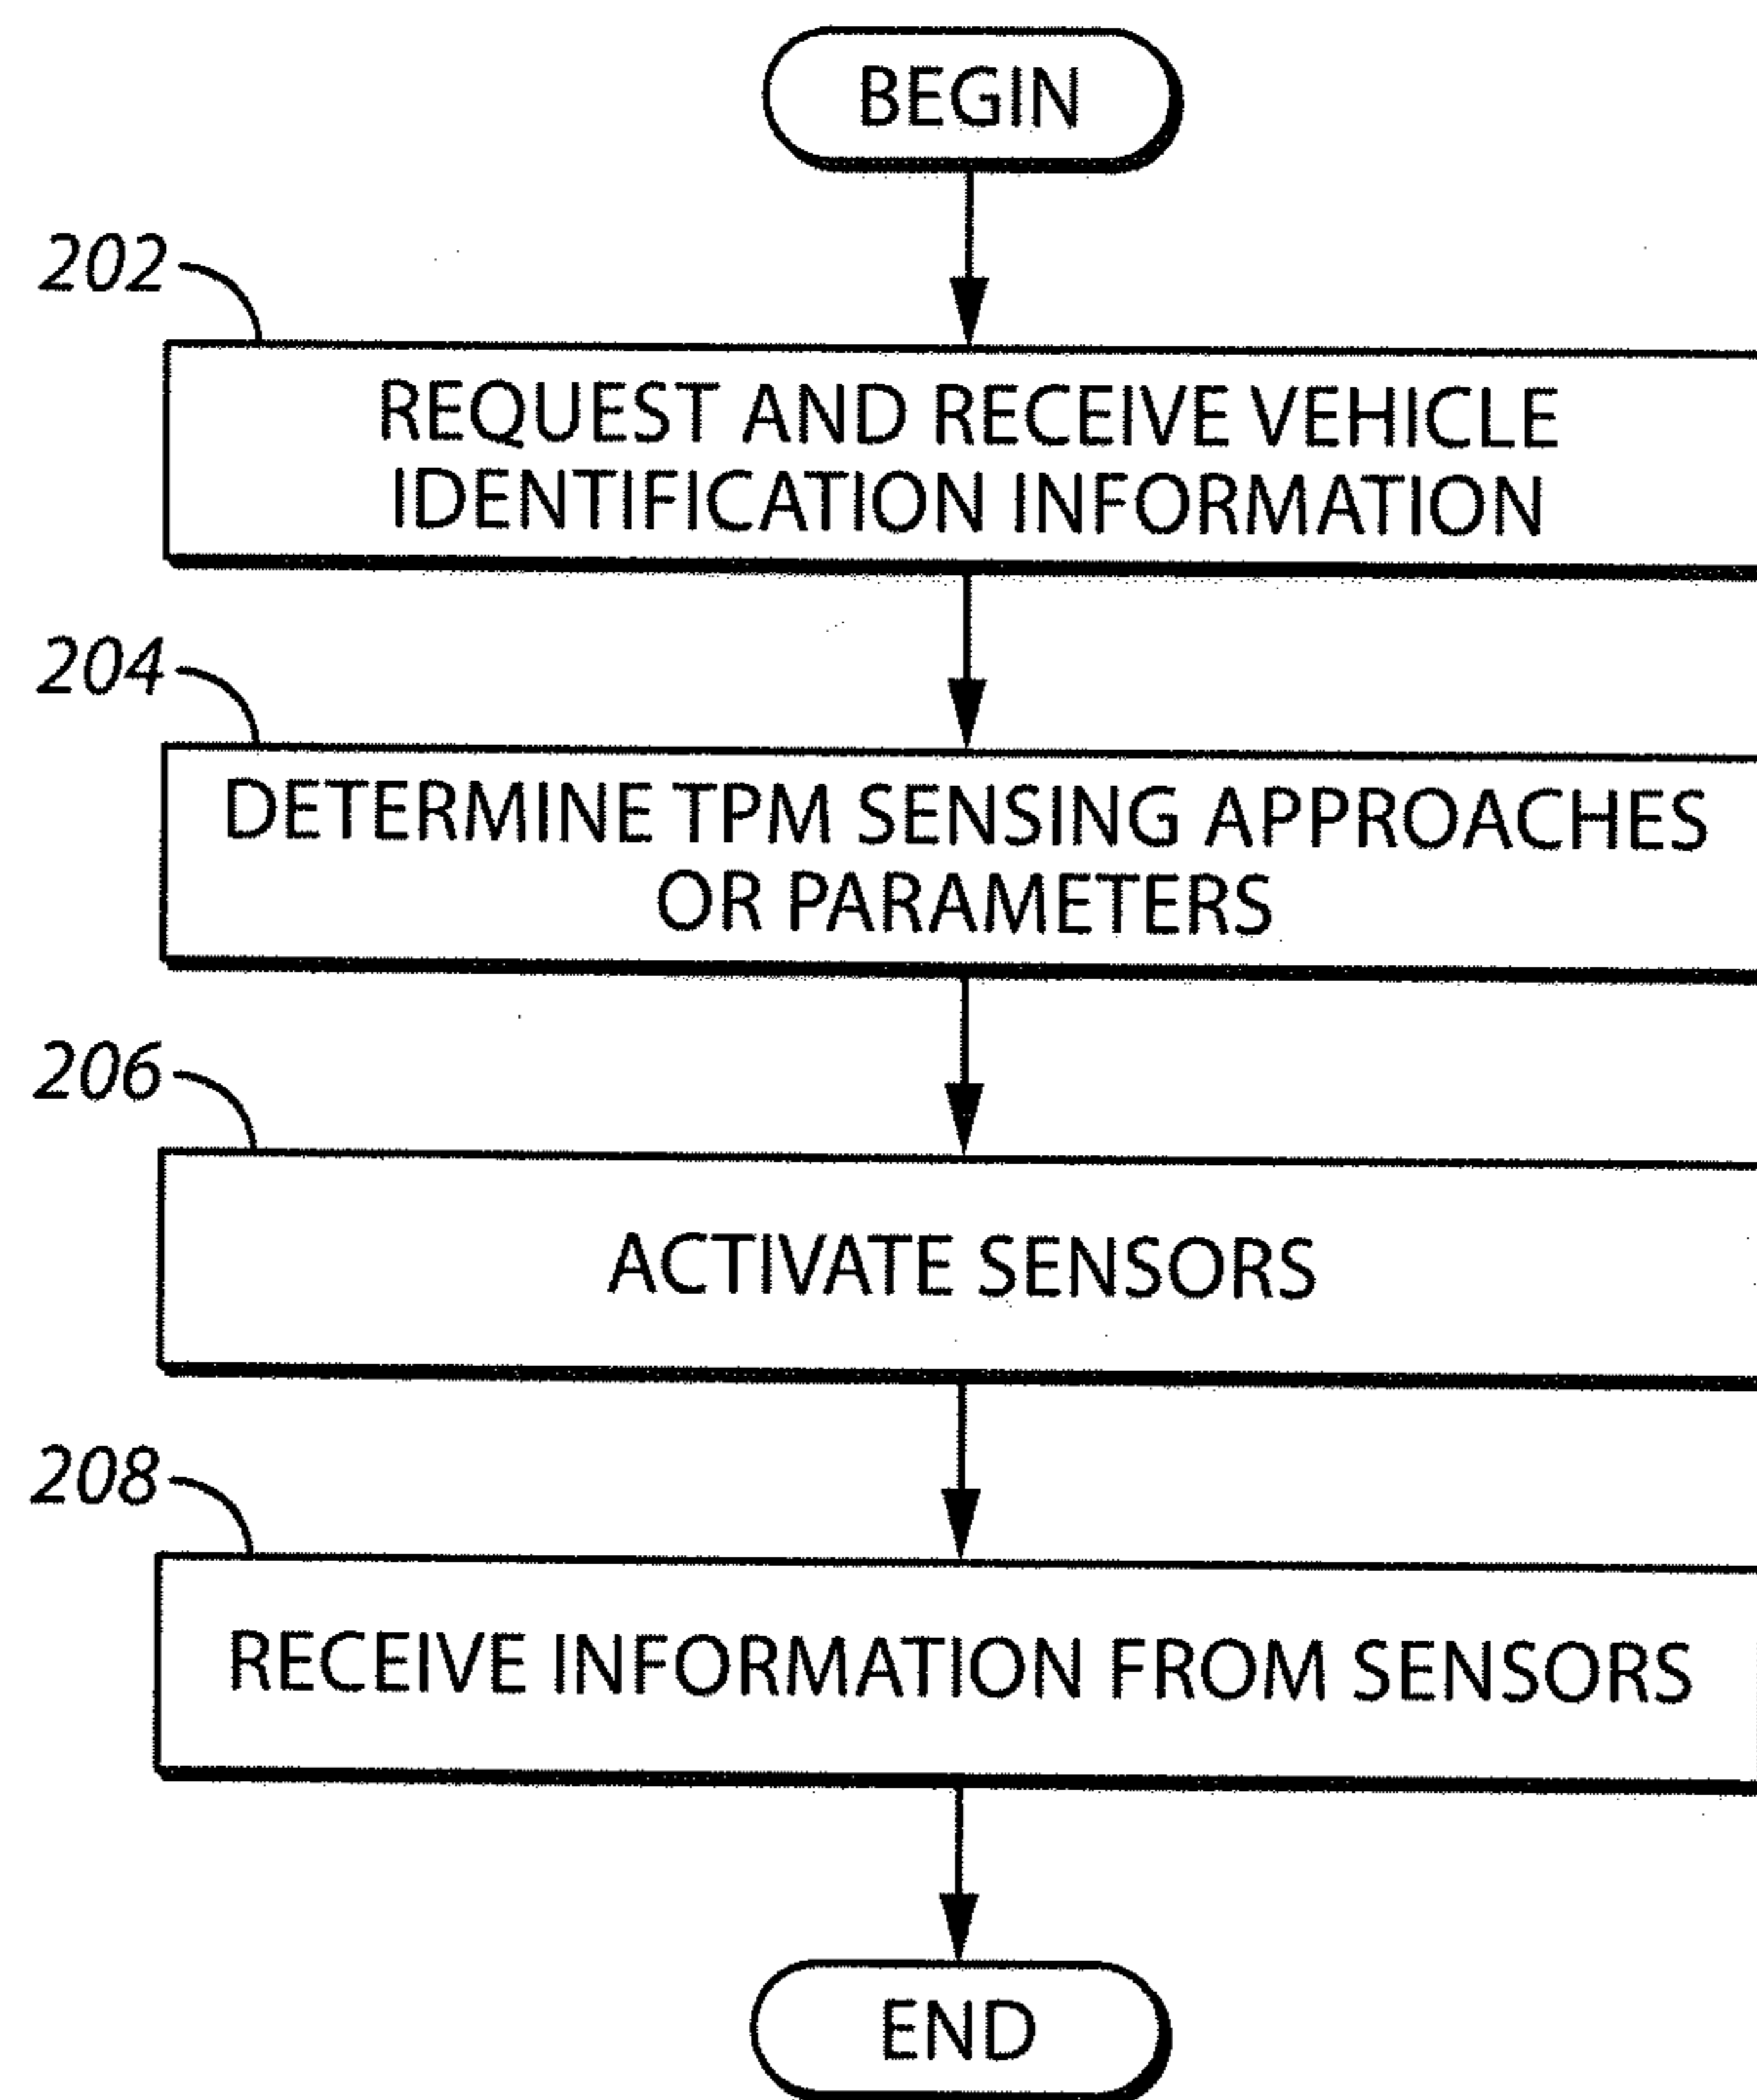 BEGIN
202
REQUEST AND RECEIVE VEHICLE
IDENTIFICATION INFORMATION
204
DETERMINE TPM SENSING APPROACHES
OR PARAMETERS
206
ACTIVATE SENSORS
208
RECEIVE INFORMATION FROM SENSORS
END